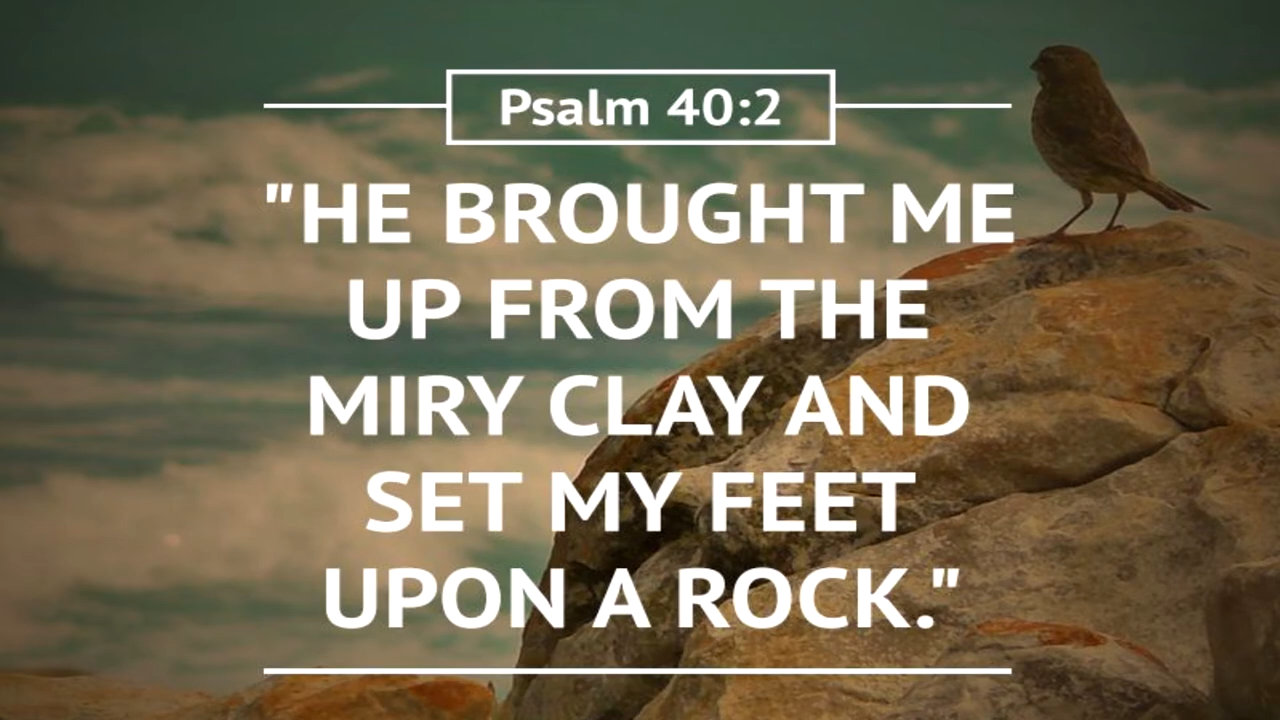 Psalm 40:2
"HE BROUGHT ME
UP FROM THE
MIRY CLAY AND
SET MY FEET
UPON A ROCK."